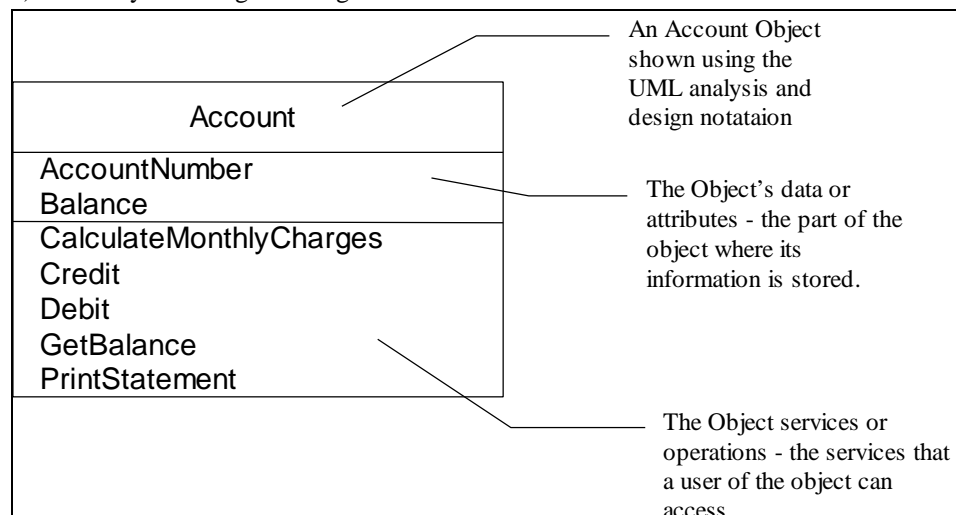 An Account Object
shown using the
UML analysis and
design notataion
Account
AccountNumber
Balance
The Object's data or
attributes - the part of the
object where its
information is stored.
CalculateMonthlyCharges
Credit
Debit
GetBalance
PrintStatement
The Object services or
operations - the services that
a user of the object can
access